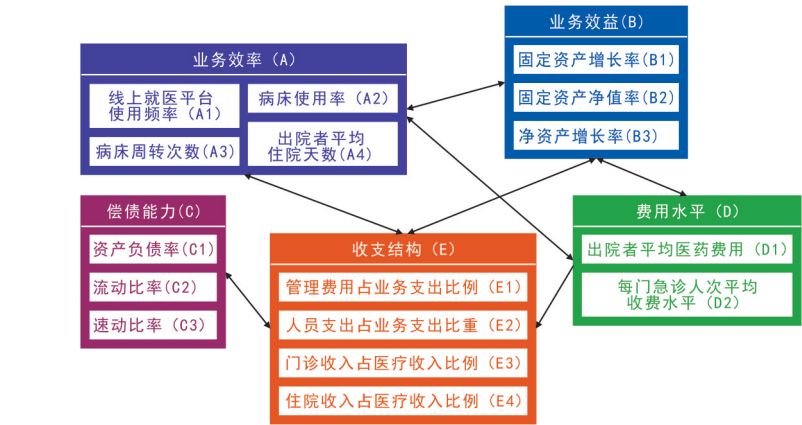 业务效率（A）
线上就医平台
使用频率（A1）
病床使用率（A2）
病床周转次数(A3)
出院者平均
住院天数(A4)
业务效益(B)
固定资产增长率(B1)
固定资产净值率(B2)
净资产增长率(B3)
偿债能力(C)
资产负债率(C1)
流动比率(C2)
速动比率（C3）
收支结构（E）
管理费用占业务支出比例（E1）
人员支出占业务支出比重（E2）
门诊收入占医疗收入比例（E3）
住院收入占医疗收入比例（E4）
费用水平（D）
出院者平均医药费用（D1）
每门急诊人次平均
收费水平（D2）